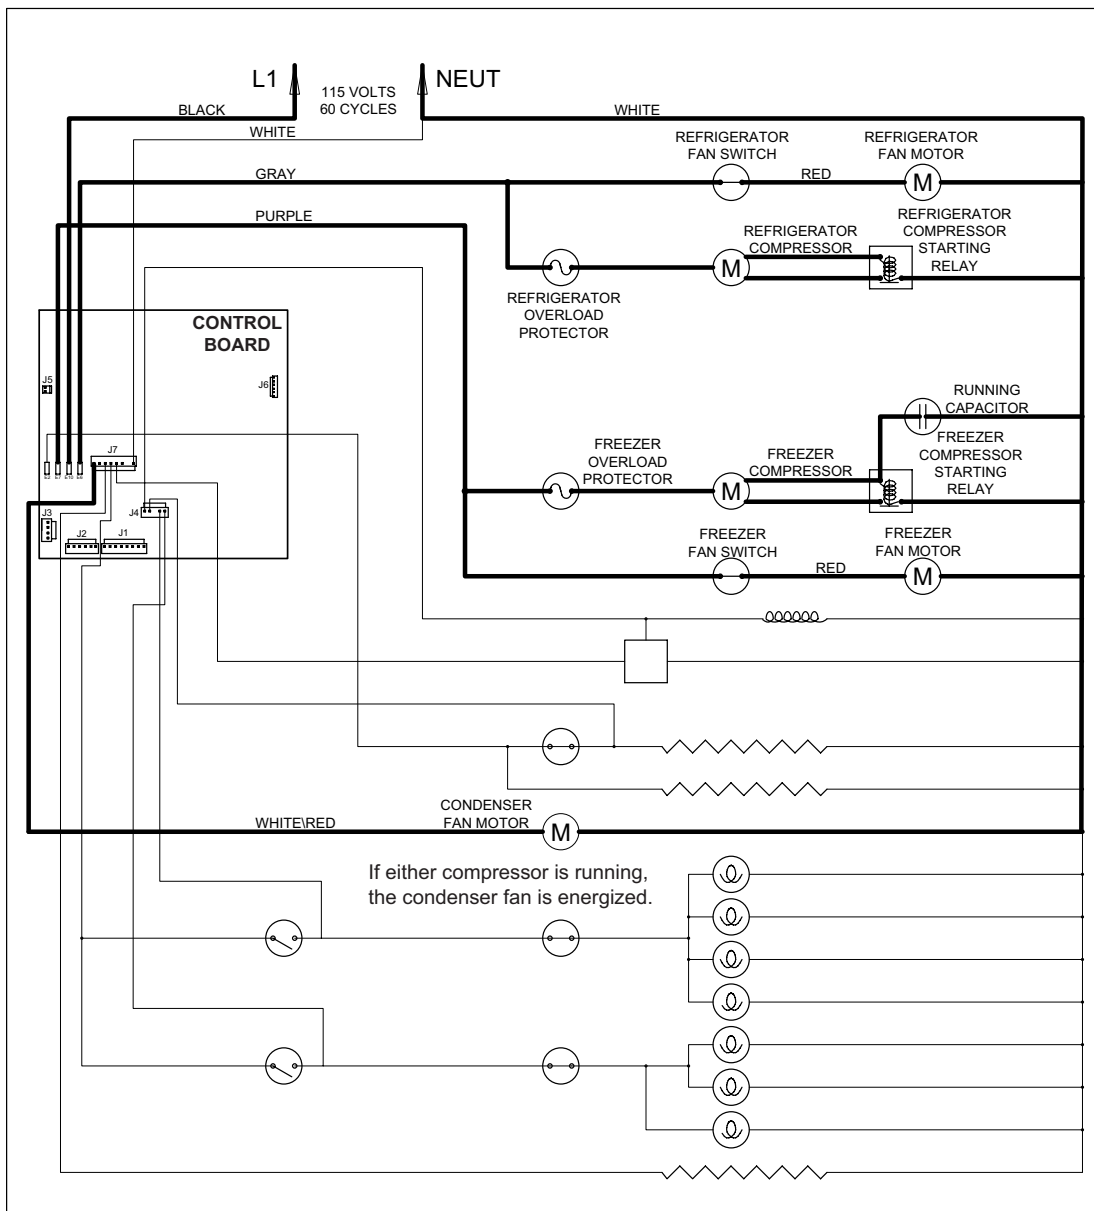 L1
NEUT
115 VOLTS
60 CYCLES
BLACK
WHITE
WHITE
REFRIGERATOR
FAN SWITCH
REFRIGERATOR
FAN MOTOR
GRAY
RED
PURPLE
REFRIGERATOR
COMPRESSOR
REFRIGERATOR
COMPRESSOR
STARTING
RELAY
M
M
REFRIGERATOR
OVERLOAD
PROTECTOR
CONTROL
BOARD
J5
J6
RUNNING
CAPACITOR
J7
FREEZER
OVERLOAD
PROTECTOR
FREEZER
COMPRESSOR
FREEZER
COMPRESSOR
STARTING
RELAY
M
J3
J4
J2
J1
FREEZER
FAN SWITCH
FREEZER
FAN MOTOR
RED
M
CONDENSER
FAN MOTOR
WHITE\RED
M
If either compressor is running,
the condenser fan is energized.